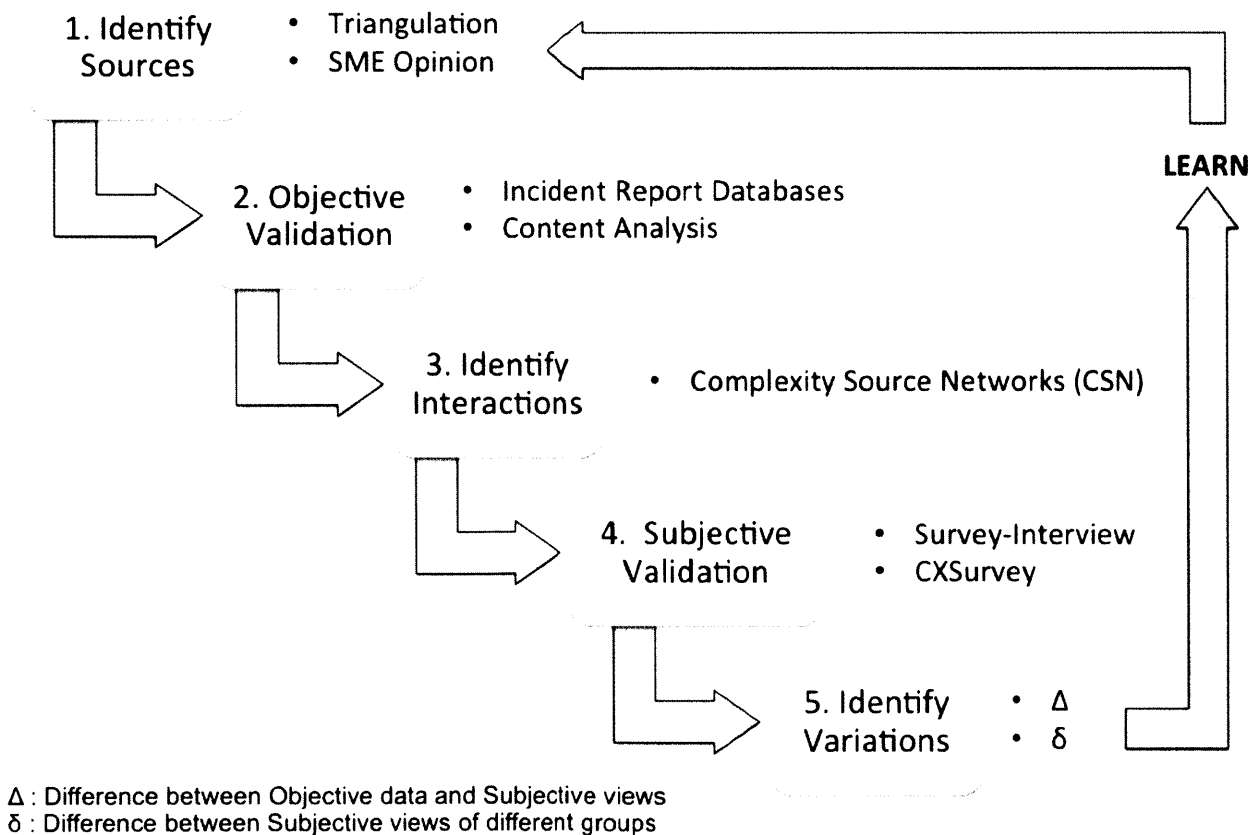 1. Identify
Sources
• Triangulation
• SME Opinion
LEARN
2. Objective
Validation
• Incident Report Databases
• Content Analysis
3. Identify
Interactions
• Complexity Source Networks (CSN)
4. Subjective
Validation
• Survey-Interview
• CXSurvey
5. Identify
Variations
• Δ
• δ
Δ : Difference between Objective data and Subjective views
δ : Difference between Subjective views of different groups